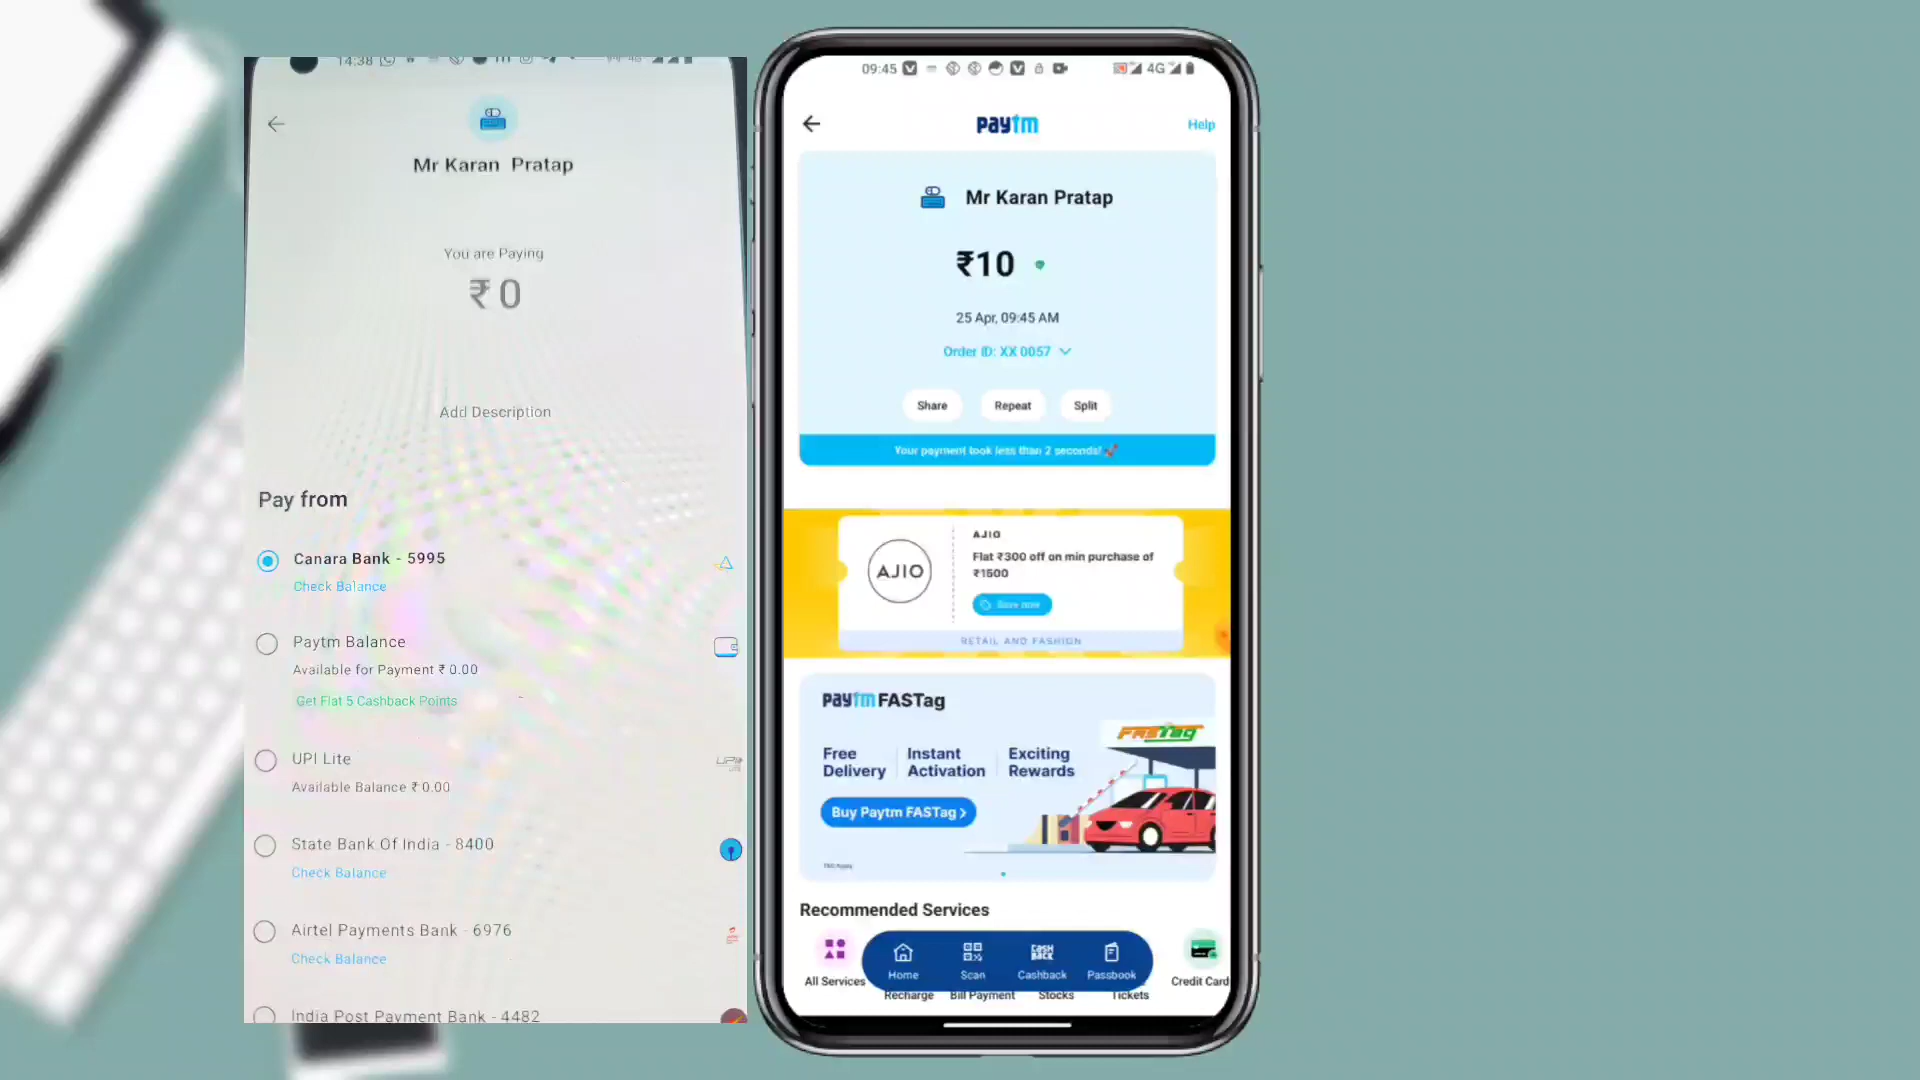 14:38
Mr Karan Pratap
You are Paying
₹0
Add Description
Pay from
Canara Bank - 5995
Check Balance
Paytm Balance
Available for Payment ₹ 0.00
Get Flat 5 Cashback Points
UPI Lite
Available Balance ₹ 0.00
State Bank Of India - 8400
Check Balance
Airtel Payments Bank - 6976
Check Balance
India Post Payment Bank - 4482
09:45
4G
paytm
Help
Mr Karan Pratap
₹10
25 Apr, 09:45 AM
Order ID: XX 0057
Share Repeat Split
Your payment took less than 2 seconds!
AJIO
AJIO
Flat ₹300 off on min purchase of
₹1500
Save now
RETAIL AND FASHION
paytm FASTag
FASTag
Free Delivery
Instant Activation
Exciting Rewards
Buy Paytm FASTag >
Recommended Services
Home Scan Cashback Passbook
All Services
Credit Card
Recharge Bill Payment Stocks Tickets